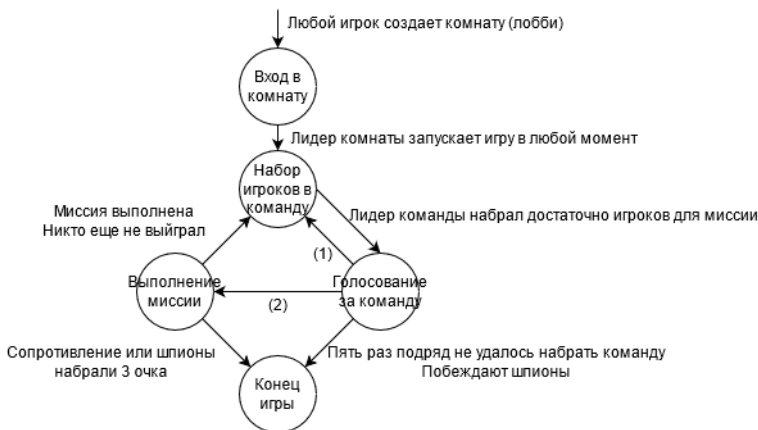 Любой игрок создает комнату (лобби)
Вход в
комнату
Лидер комнаты запускает игру в любой момент
Набор
игроков в
команду
Миссия выполнена
Никто еще не выйграл
Лидер команды набрал достаточно игроков для миссии
(1)
Выполнение
миссии
(2)
Голосование
за команду
Сопротивление или шпионы
набрали 3 очка
Пять раз подряд не удалось набрать команду
Побеждают шпионы
Конец
игры